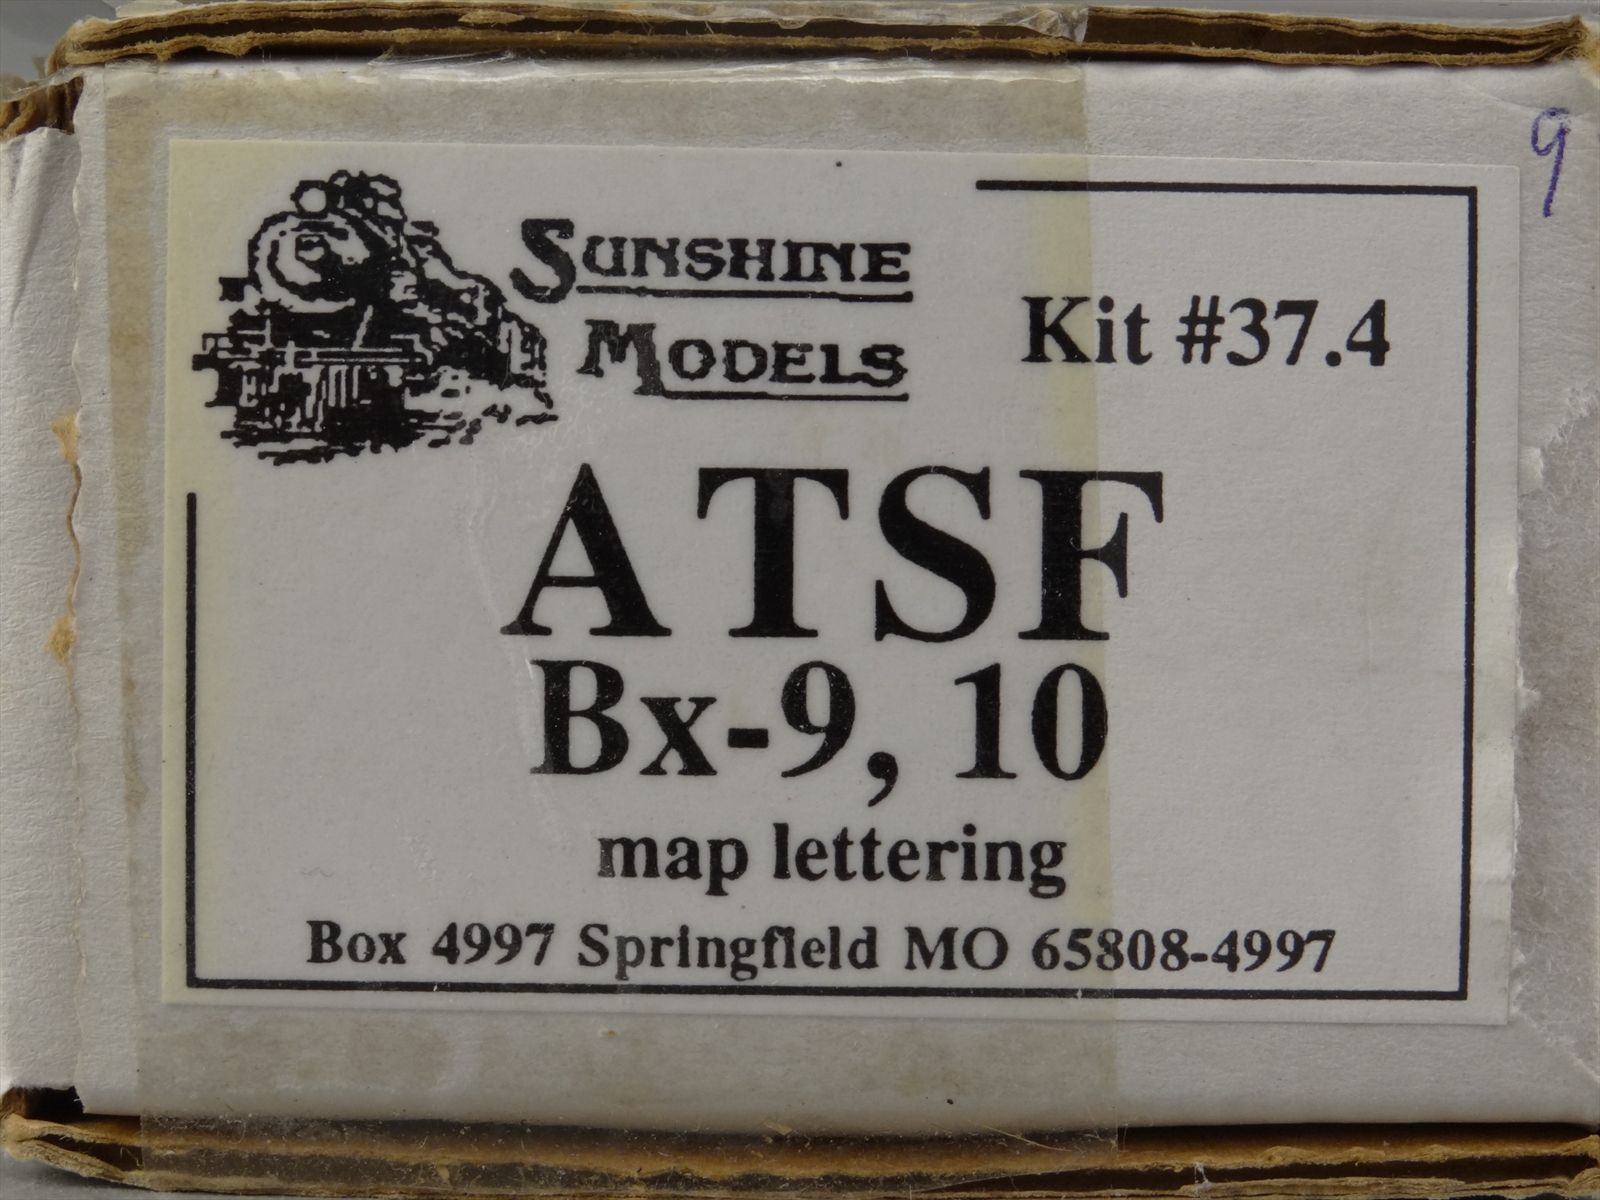 SUNSHINE
MODELS
Kit #37.4
ATSF
Bx-9, 10
map lettering
Box 4997 Springfield MO 65808-4997
9